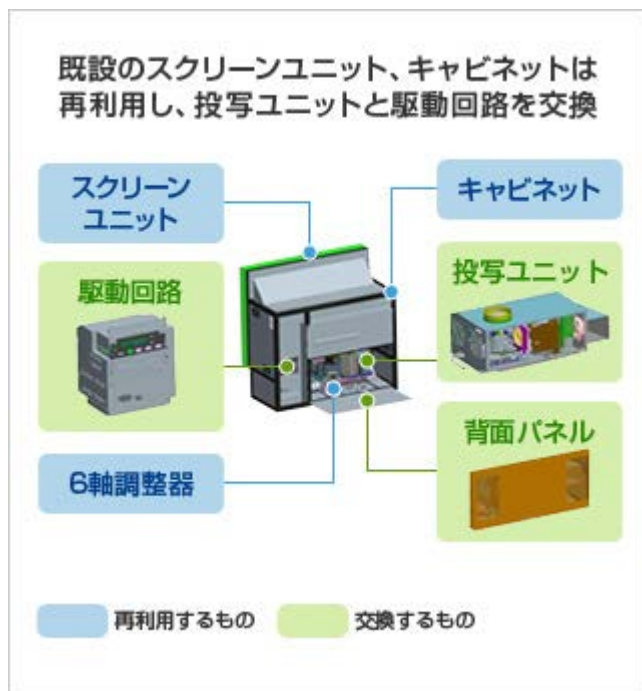 既設のスクリーンユニット、キャビネットは
再利用し、投写ユニットと駆動回路を交換
スクリーン
ユニット
キャビネット
駆動回路
投写ユニット
6軸調整器
背面パネル
再利用するもの
交換するもの